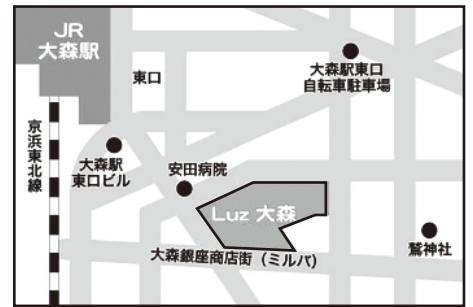 JR
大森駅
東口
大森駅東口
自転車駐車場
京浜東北線
大森駅
東口ビル
安田病院
Luz 大森
鷲神社
大森銀座商店街（ミルパ）